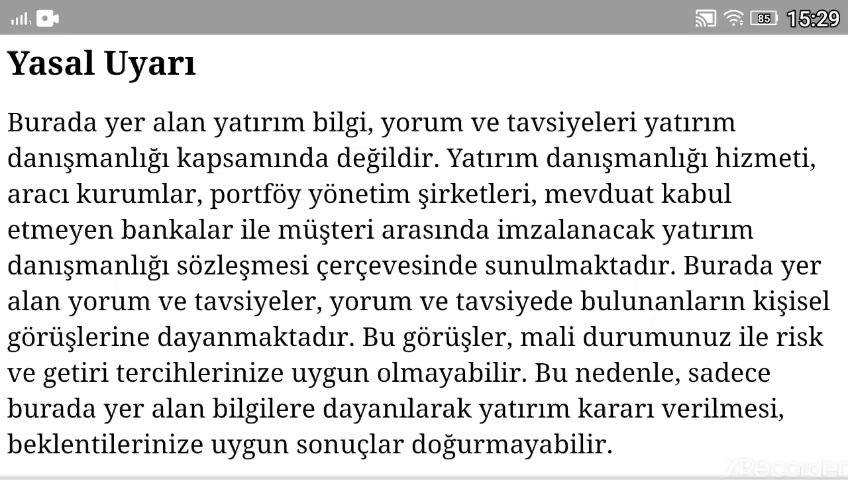 85 15:29
Yasal Uyarı
Burada yer alan yatırım bilgi, yorum ve tavsiyeleri yatırım
danışmanlığı kapsamında değildir. Yatırım danışmanlığı hizmeti,
aracı kurumlar, portföy yönetim şirketleri, mevduat kabul
etmeyen bankalar ile müşteri arasında imzalanacak yatırım
danışmanlığı sözleşmesi çerçevesinde sunulmaktadır. Burada yer
alan yorum ve tavsiyeler, yorum ve tavsiyede bulunanların kişisel
görüşlerine dayanmaktadır. Bu görüşler, mali durumunuz ile risk
ve getiri tercihlerinize uygun olmayabilir. Bu nedenle, sadece
burada yer alan bilgilere dayanılarak yatırım kararı verilmesi,
beklentilerinize uygun sonuçlar doğurmayabilir.